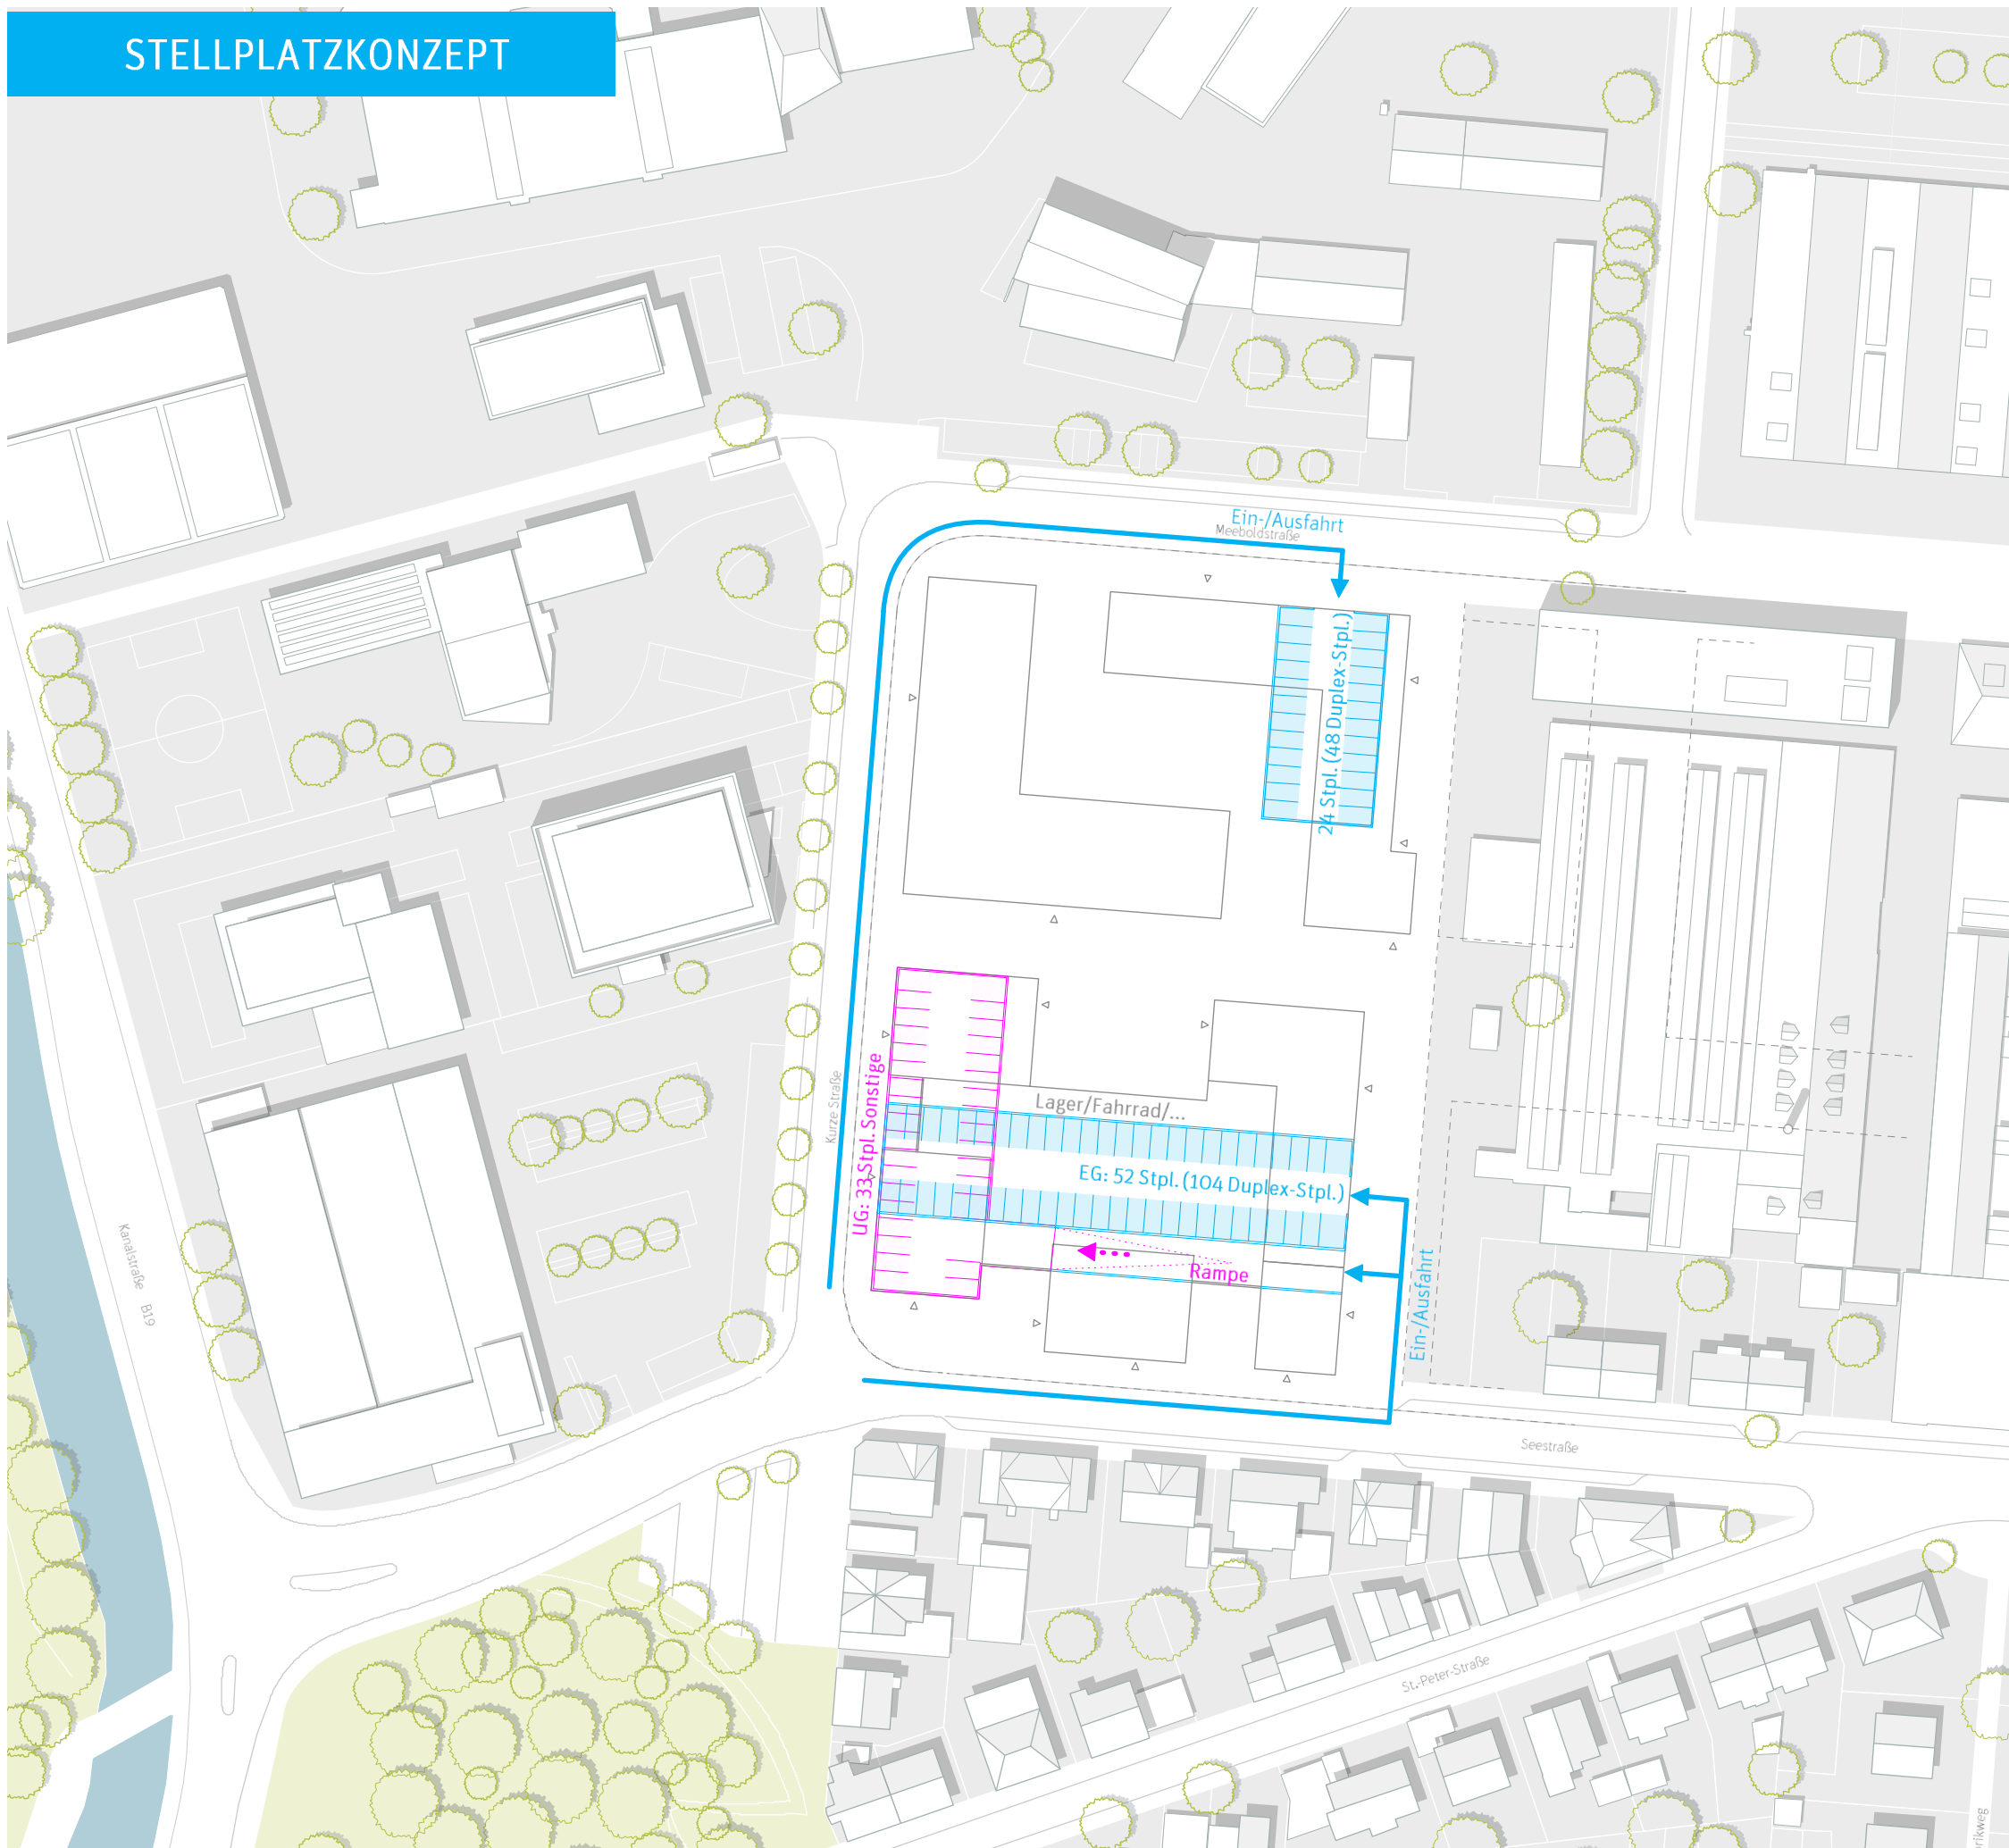 STELLPLATZKONZEPT
Ein-/Ausfahrt
Meeboldstraße
24 Stpl. (48 Duplex-Stpl.)
Kurze Straße
UG: 33 Stpl. Sonstige
Lager/Fahrrad/...
EG: 52 Stpl. (104 Duplex-Stpl.)
Rampe
Ein-/Ausfahrt
Kanalstraße B19
Seestraße
St.-Peter-Straße